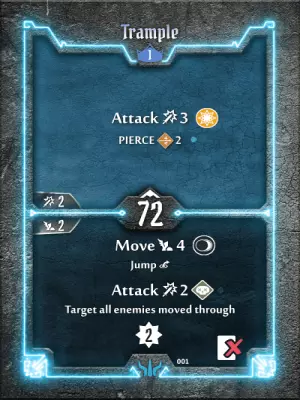 Trample
1
Attack 3
PIERCE 2
2
72
2
Move 4
Jump
Attack 2
Target all enemies moved through
2
001